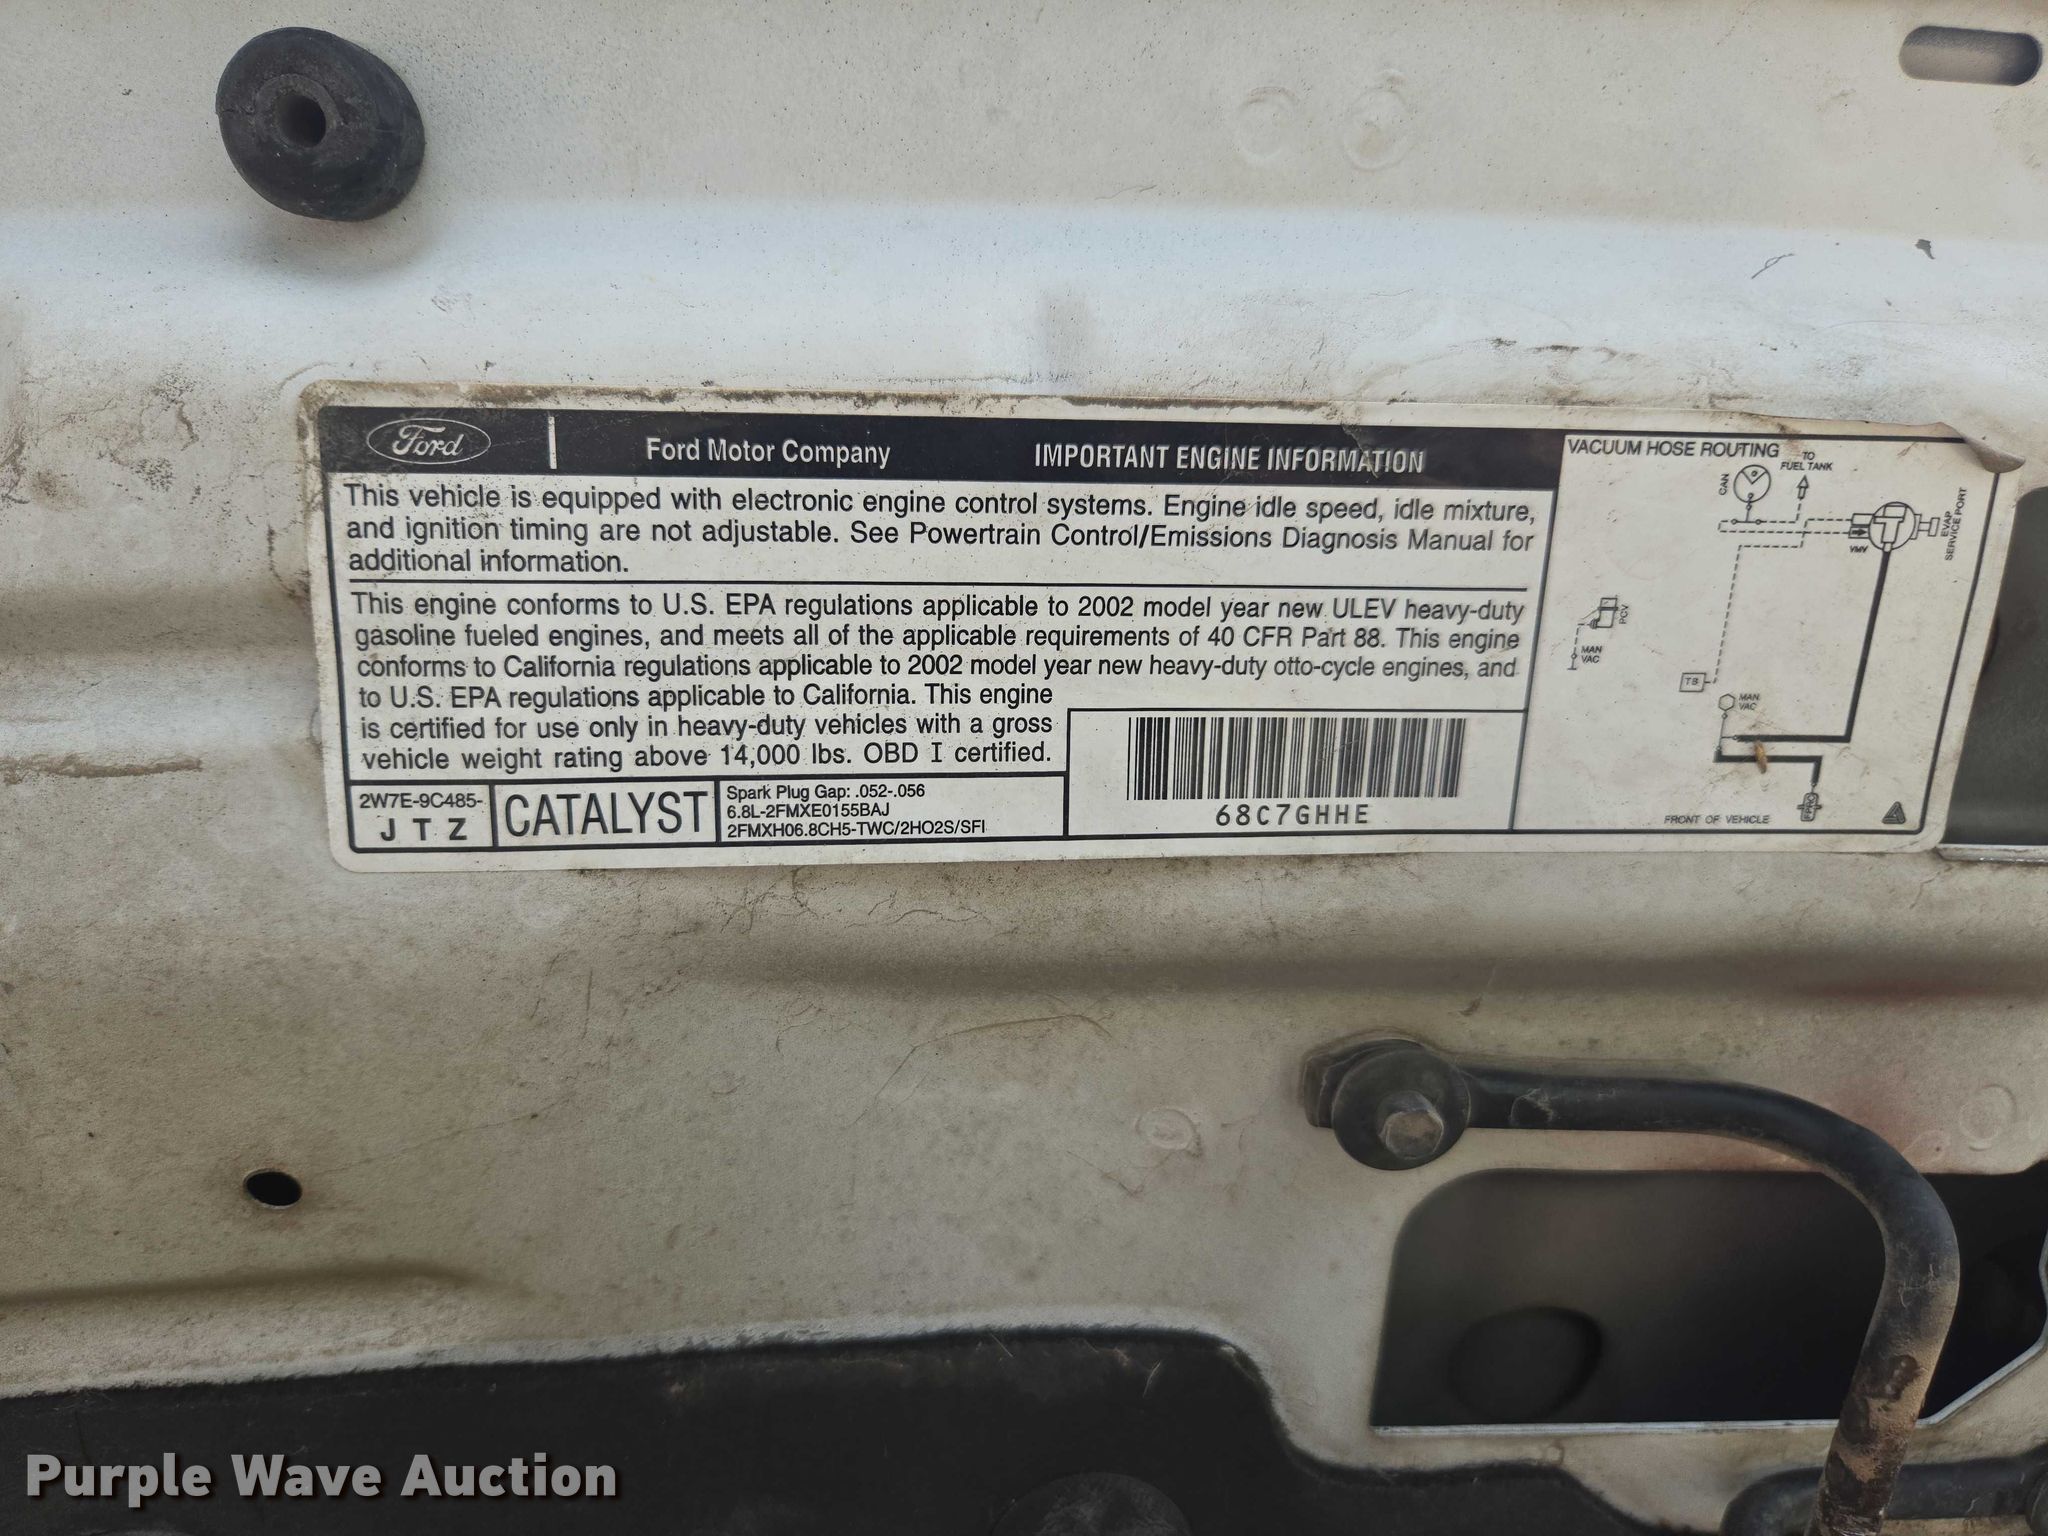 Ford
Ford Motor Company
IMPORTANT ENGINE INFORMATION
This vehicle is equipped with electronic engine control systems. Engine idle speed, idle mixture,
and ignition timing are not adjustable. See Powertrain Control/Emissions Diagnosis Manual for
additional information.
This engine conforms to U.S. EPA regulations applicable to 2002 model year new ULEV heavy-duty
gasoline fueled engines, and meets all of the applicable requirements of 40 CFR Part 88. This engine
conforms to California regulations applicable to 2002 model year new heavy-duty otto-cycle engines, and
to U.S. EPA regulations applicable to California. This engine
is certified for use only in heavy-duty vehicles with a gross
vehicle weight rating above 14,000 lbs. OBD I certified.
2W7E-9C485-
J T Z
CATALYST
Spark Plug Gap: .052-.056
6.8L-2FMXE0155BAJ
2FMXH06.8CH5-TWC/2HO2S/SFI
68C7GHHE
VACUUM HOSE ROUTING
TO
FUEL TANK
CAN
VMV
EVAP
SERVICE PORT
PCV
MAN
VAC
TB
MAN
VAC
FPRO
FRONT OF VEHICLE
Purple Wave Auction